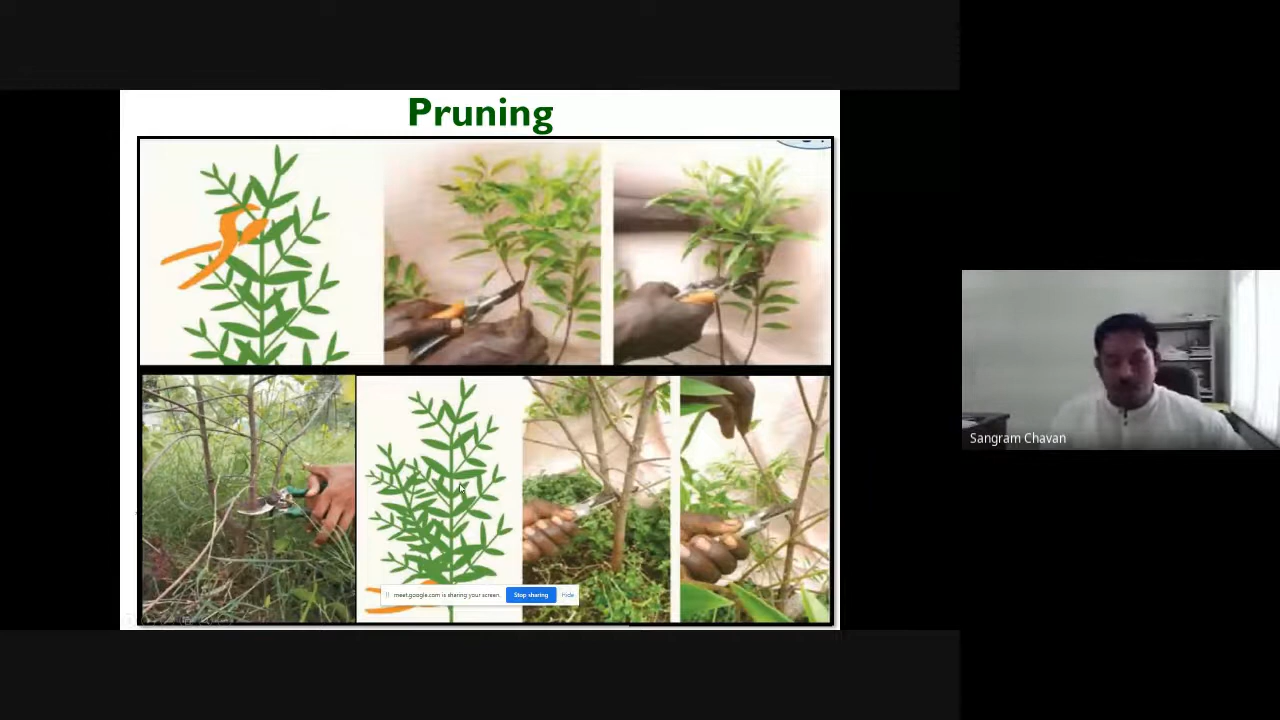 Pruning
Sangram Chavan
meet.google.com is sharing your screen.
Stop sharing
Hide